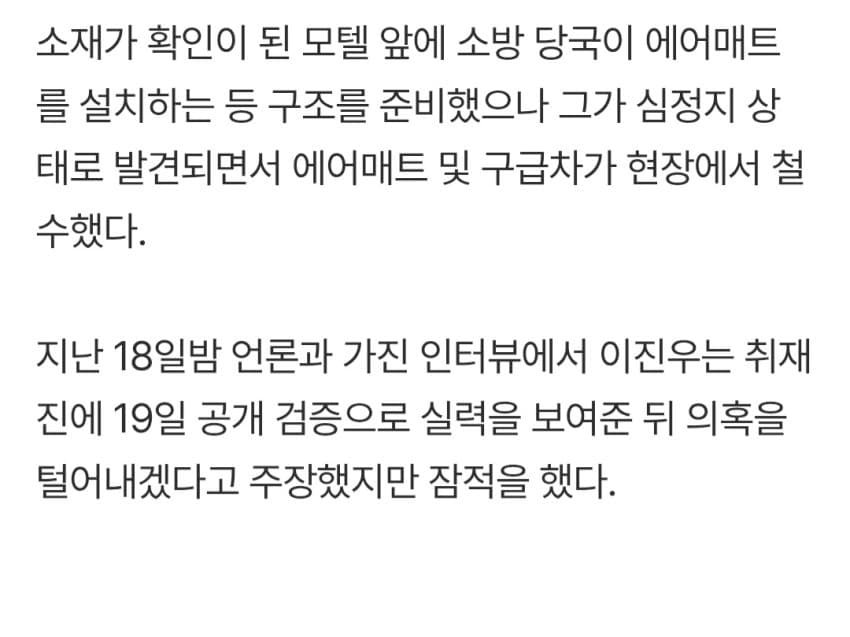 소재가 확인이 된 모텔 앞에 소방 당국이 에어매트
를 설치하는 등 구조를 준비했으나 그가 심정지 상
태로 발견되면서 에어매트 및 구급차가 현장에서 철
수했다.
지난 18일밤 언론과 가진 인터뷰에서 이진우는 취재
진에 19일 공개 검증으로 실력을 보여준 뒤 의혹을
털어내겠다고 주장했지만 잠적을 했다.